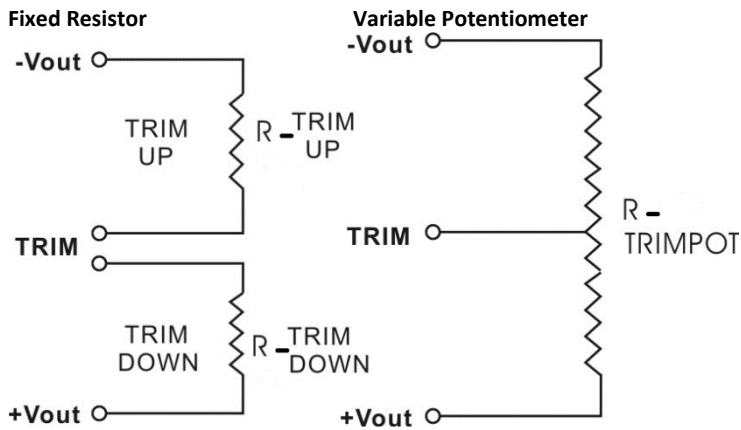 Fixed Resistor
-Vout
TRIM
UP
R - TRIM
UP
TRIM
TRIM
DOWN
R - TRIM
DOWN
+Vout
Variable Potentiometer
-Vout
TRIM
R -
TRIMPOT
+Vout